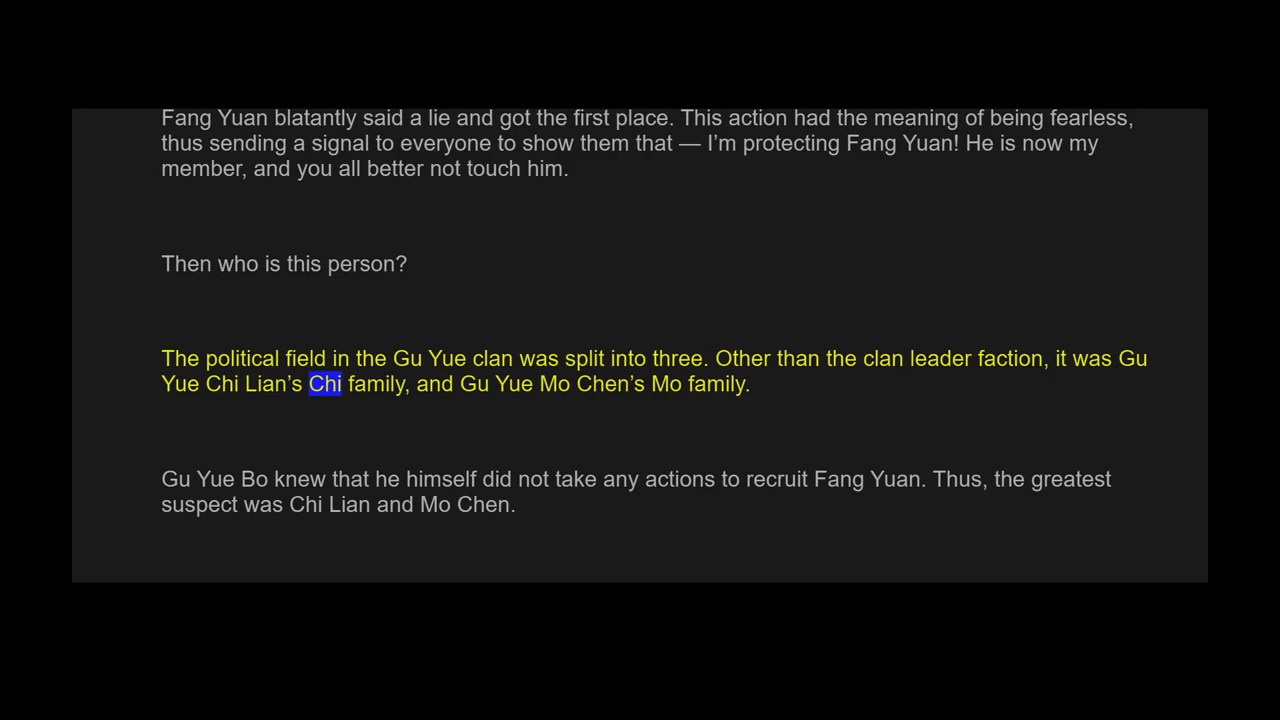 Fang Yuan blatantly said a lie and got the first place. This action had the meaning of being fearless,
thus sending a signal to everyone to show them that — I’m protecting Fang Yuan! He is now my
member, and you all better not touch him.
Then who is this person?
The political field in the Gu Yue clan was split into three. Other than the clan leader faction, it was Gu
Yue Chi Lian’s Chi family, and Gu Yue Mo Chen’s Mo family.
Gu Yue Bo knew that he himself did not take any actions to recruit Fang Yuan. Thus, the greatest
suspect was Chi Lian and Mo Chen.